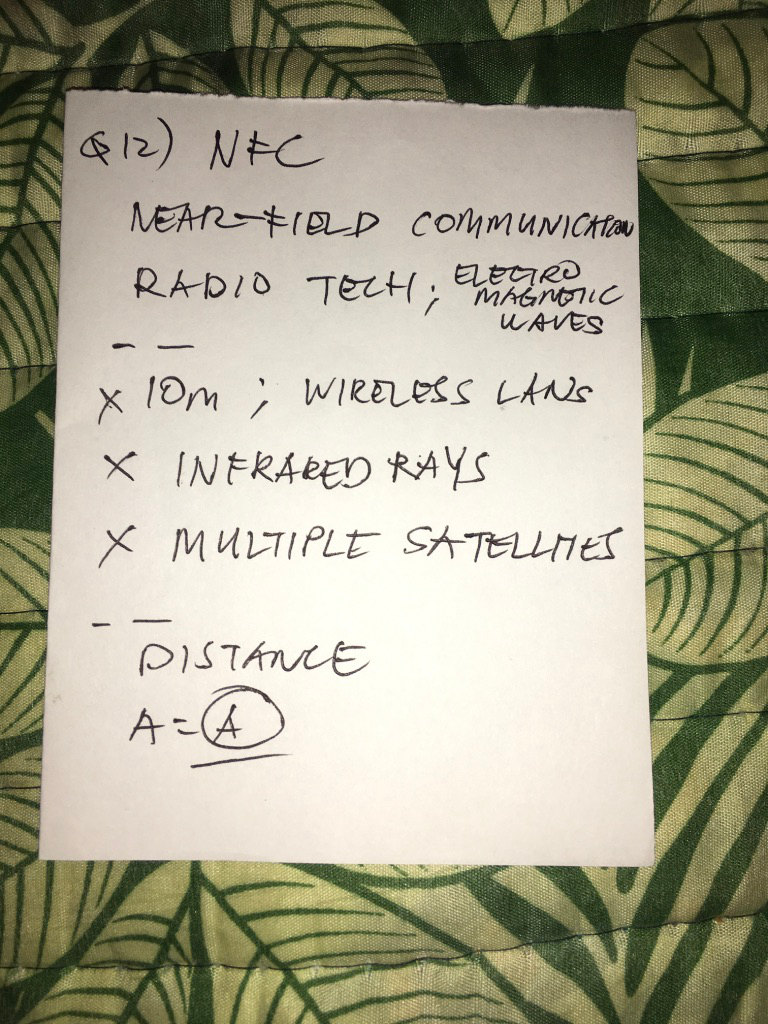 Q12) NFC
NEAR-FIELD COMMUNICATION
RADIO TECH; ELECTRO
MAGNETIC
WAVES
— —
X 10m ; WIRELESS LANS
X INFRARED RAYS
X MULTIPLE SATELLITES
— —
DISTANCE
A = A